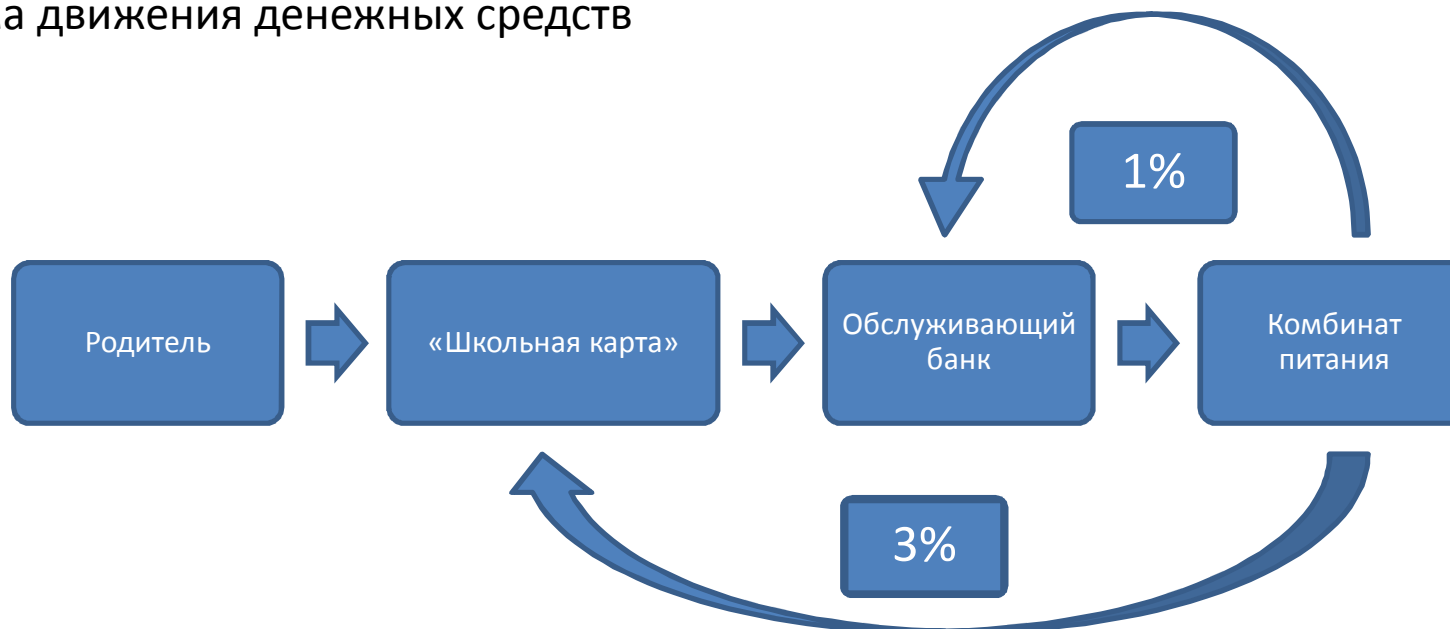 а движения денежных средств
1%
Родитель
«Школьная карта»
Обслуживающий
банк
Комбинат
питания
3%